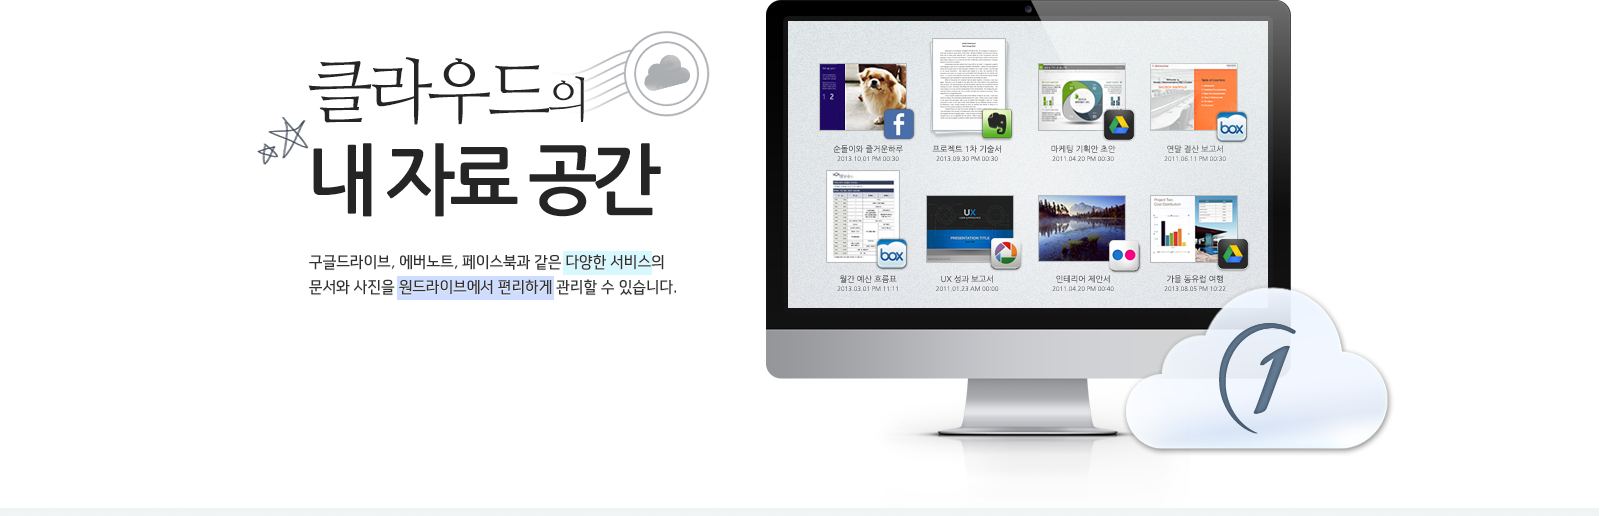 클라우드의
내 자료 공간
구글드라이브, 에버노트, 페이스북과 같은 다양한 서비스의
문서와 사진을 원드라이브에서 편리하게 관리할 수 있습니다.
순돌이와 즐거운하루
2013.10.01 PM 00:30
프로젝트 1차 기술서
2013.09.30 PM 00:30
마케팅 기획안 초안
2011.04.20 PM 00:30
box
연말 결산 보고서
2011.06.11 PM 00:30
box
월간 예산 흐름표
2013.03.01 PM 11:11
UX
PRESENTATION TITLE
UX 성과 보고서
2011.01.23 AM 00:00
인테리어 제안서
2011.04.20 PM 00:40
Project Two
Cost Distribution
가을 동유럽 여행
2013.08.05 PM 10:22
1